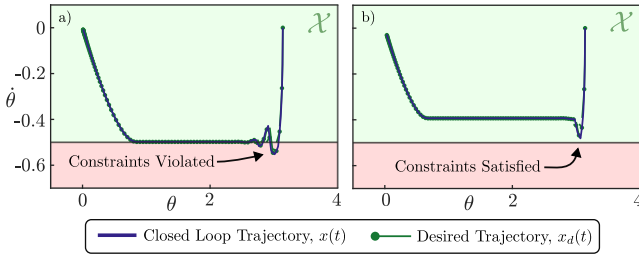 a) 𝒳 b) 𝒳
0
-0.2
-0.4
-0.6
θ̇
Constraints Violated Constraints Satisfied
0 2 4 0 2 4
θ θ
Closed Loop Trajectory, x(t) Desired Trajectory, x_d(t)